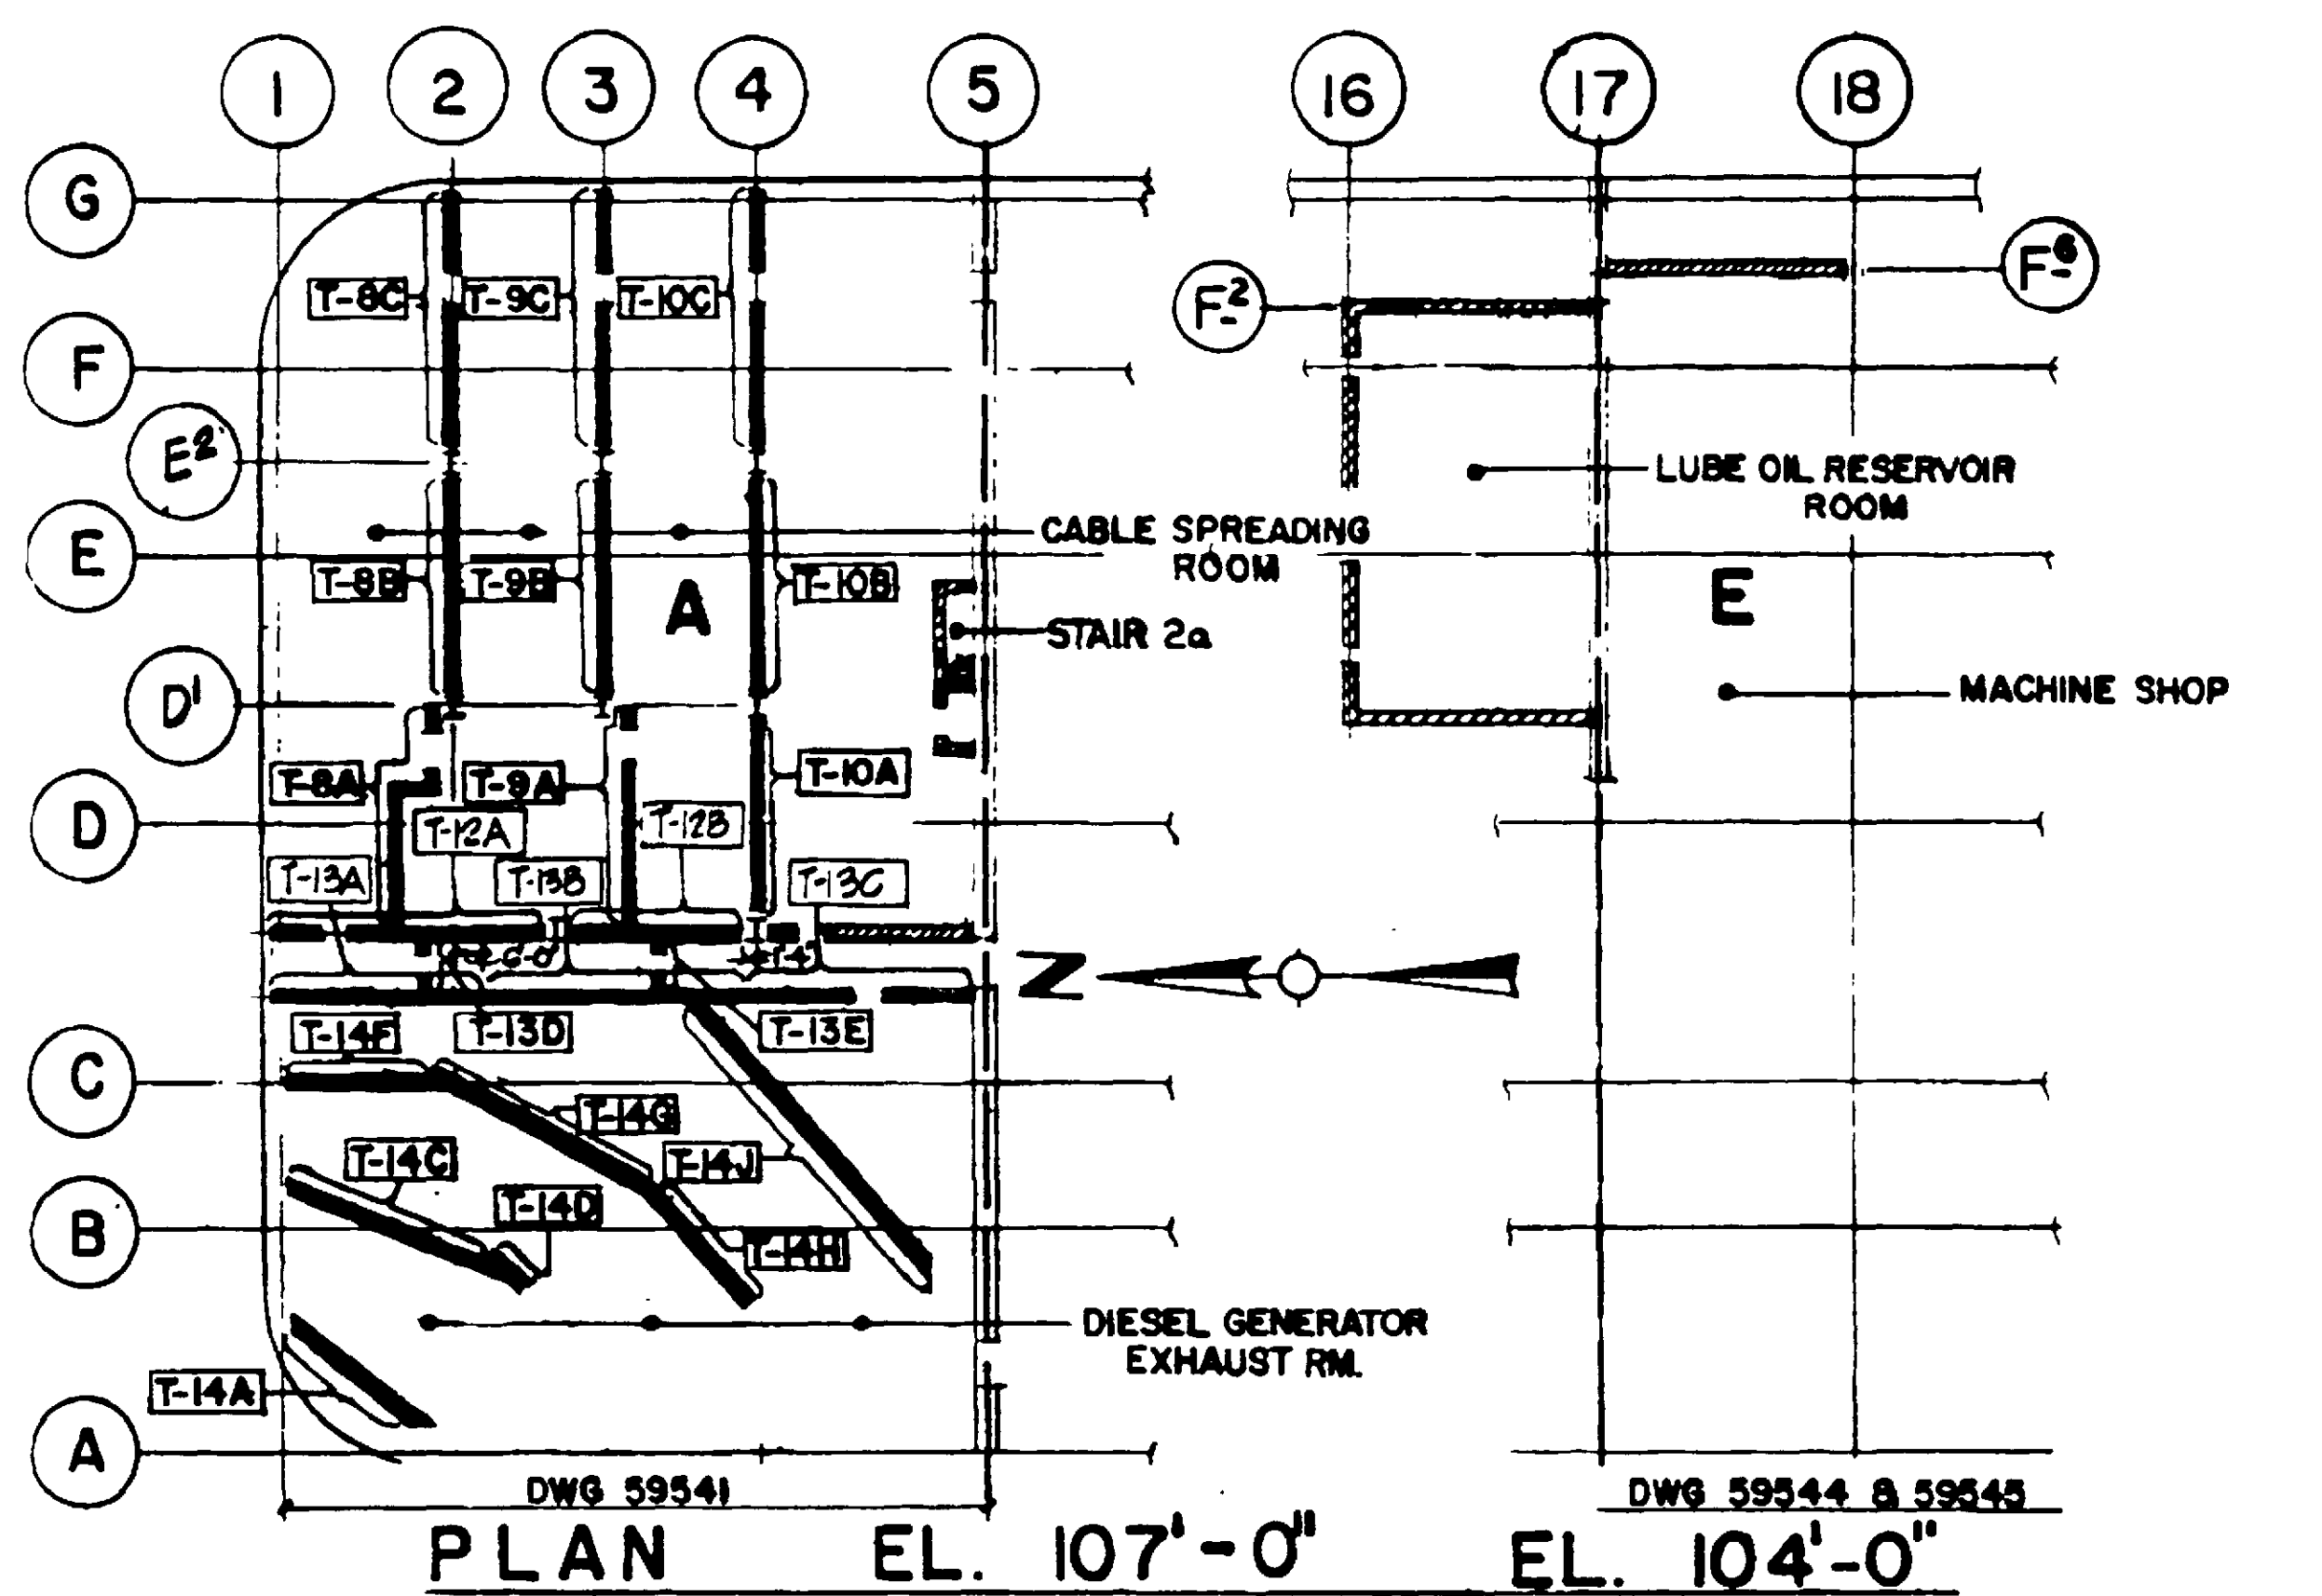 1 2 3 4 5 16 17 18
G
F-2 F-6
T-8C T-9C T-10C
F
E2
LUBE OIL RESERVOIR
ROOM
CABLE SPREADING
ROOM
E
T-8B T-9B A T-10B
E
STAIR 2a
D1
MACHINE SHOP
T-8A T-9A T-10A
D
T-12A T-12B
T-13A T-13B T-13C
N
T-14F T-13D T-13E
C
T-14G
T-14C T-14J
T-14D
B
T-14H
DIESEL GENERATOR
EXHAUST RM.
T-14A
A
DWG 59541
DWG 59544 & 59545
PLAN EL. 107'-0" EL. 104'-0"